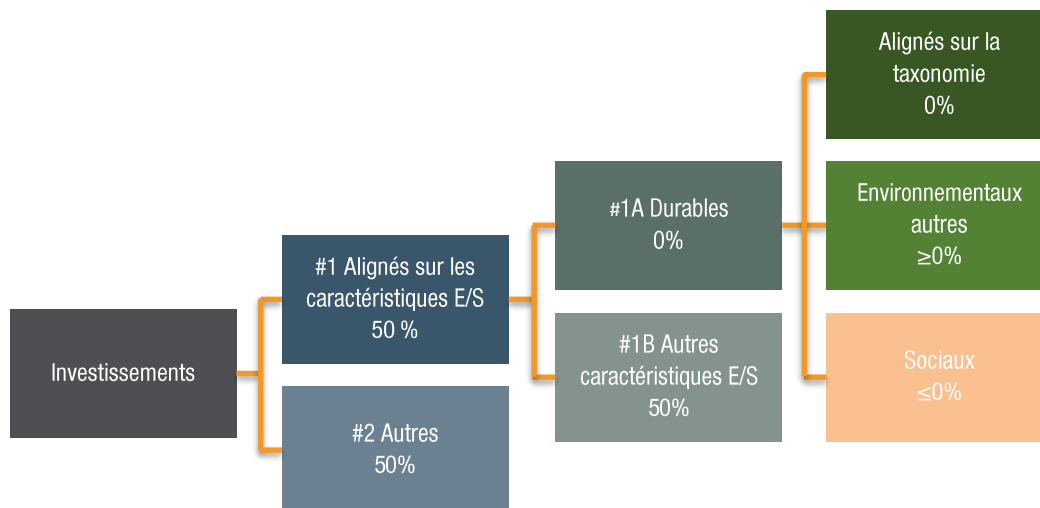 Investissements
#1 Alignés sur les
caractéristiques E/S
50 %
#2 Autres
50%
#1A Durables
0%
#1B Autres
caractéristiques E/S
50%
Alignés sur la
taxonomie
0%
Environnementaux
autres
≥0%
Sociaux
≤0%